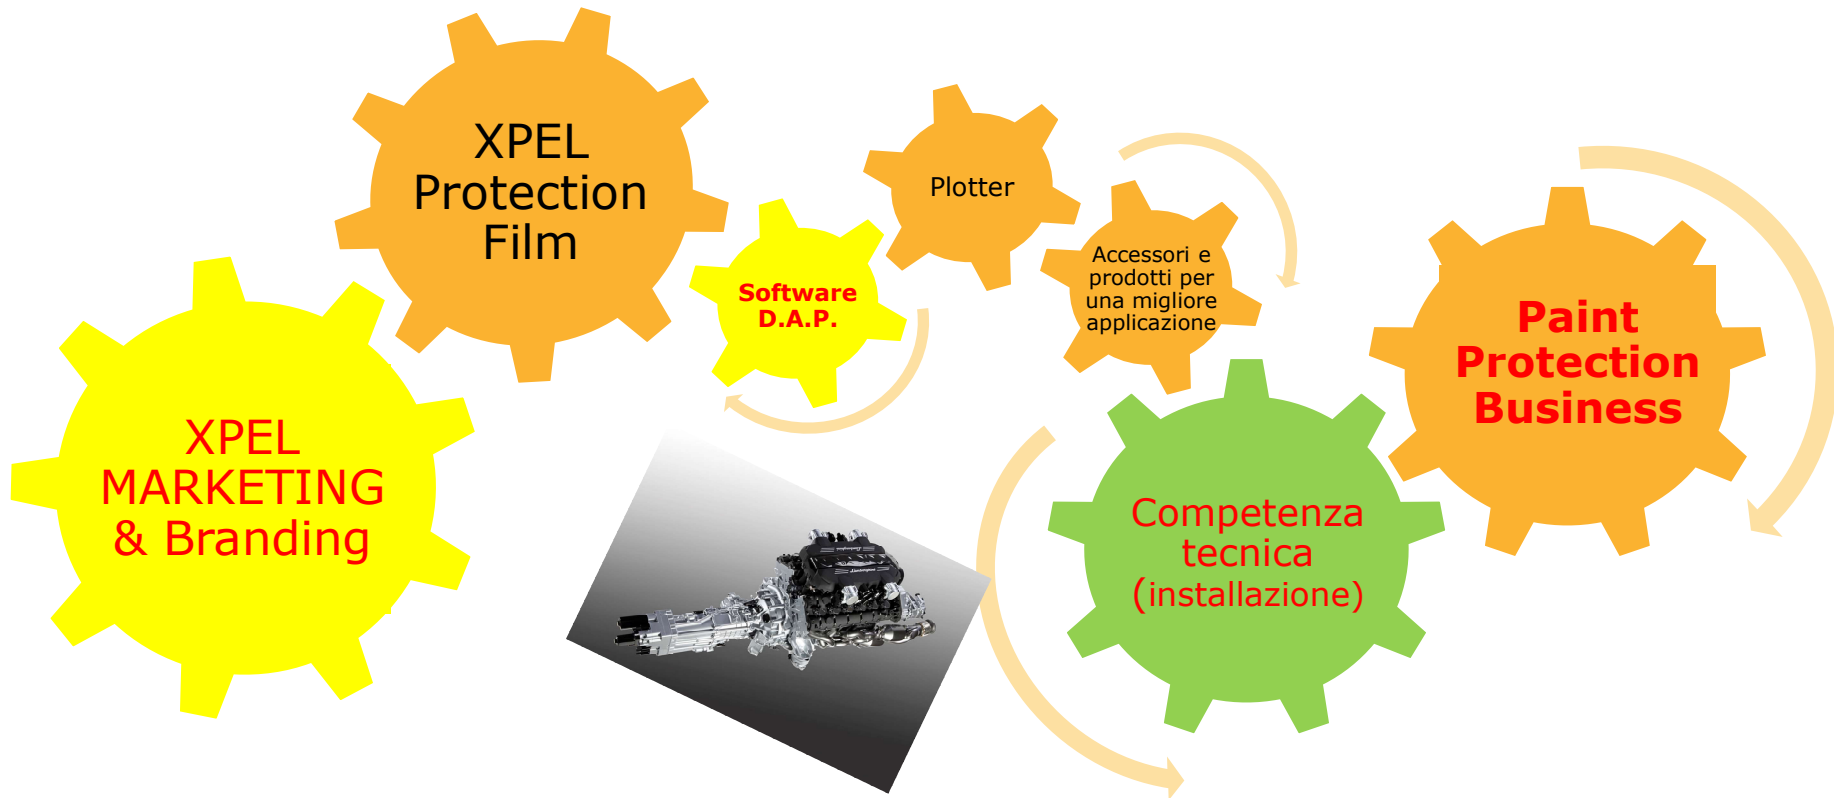 XPEL
MARKETING
& Branding
XPEL
Protection
Film
Software
D.A.P.
Plotter
Accessori e
prodotti per
una migliore
applicazione
Competenza
tecnica
(installazione)
Paint
Protection
Business